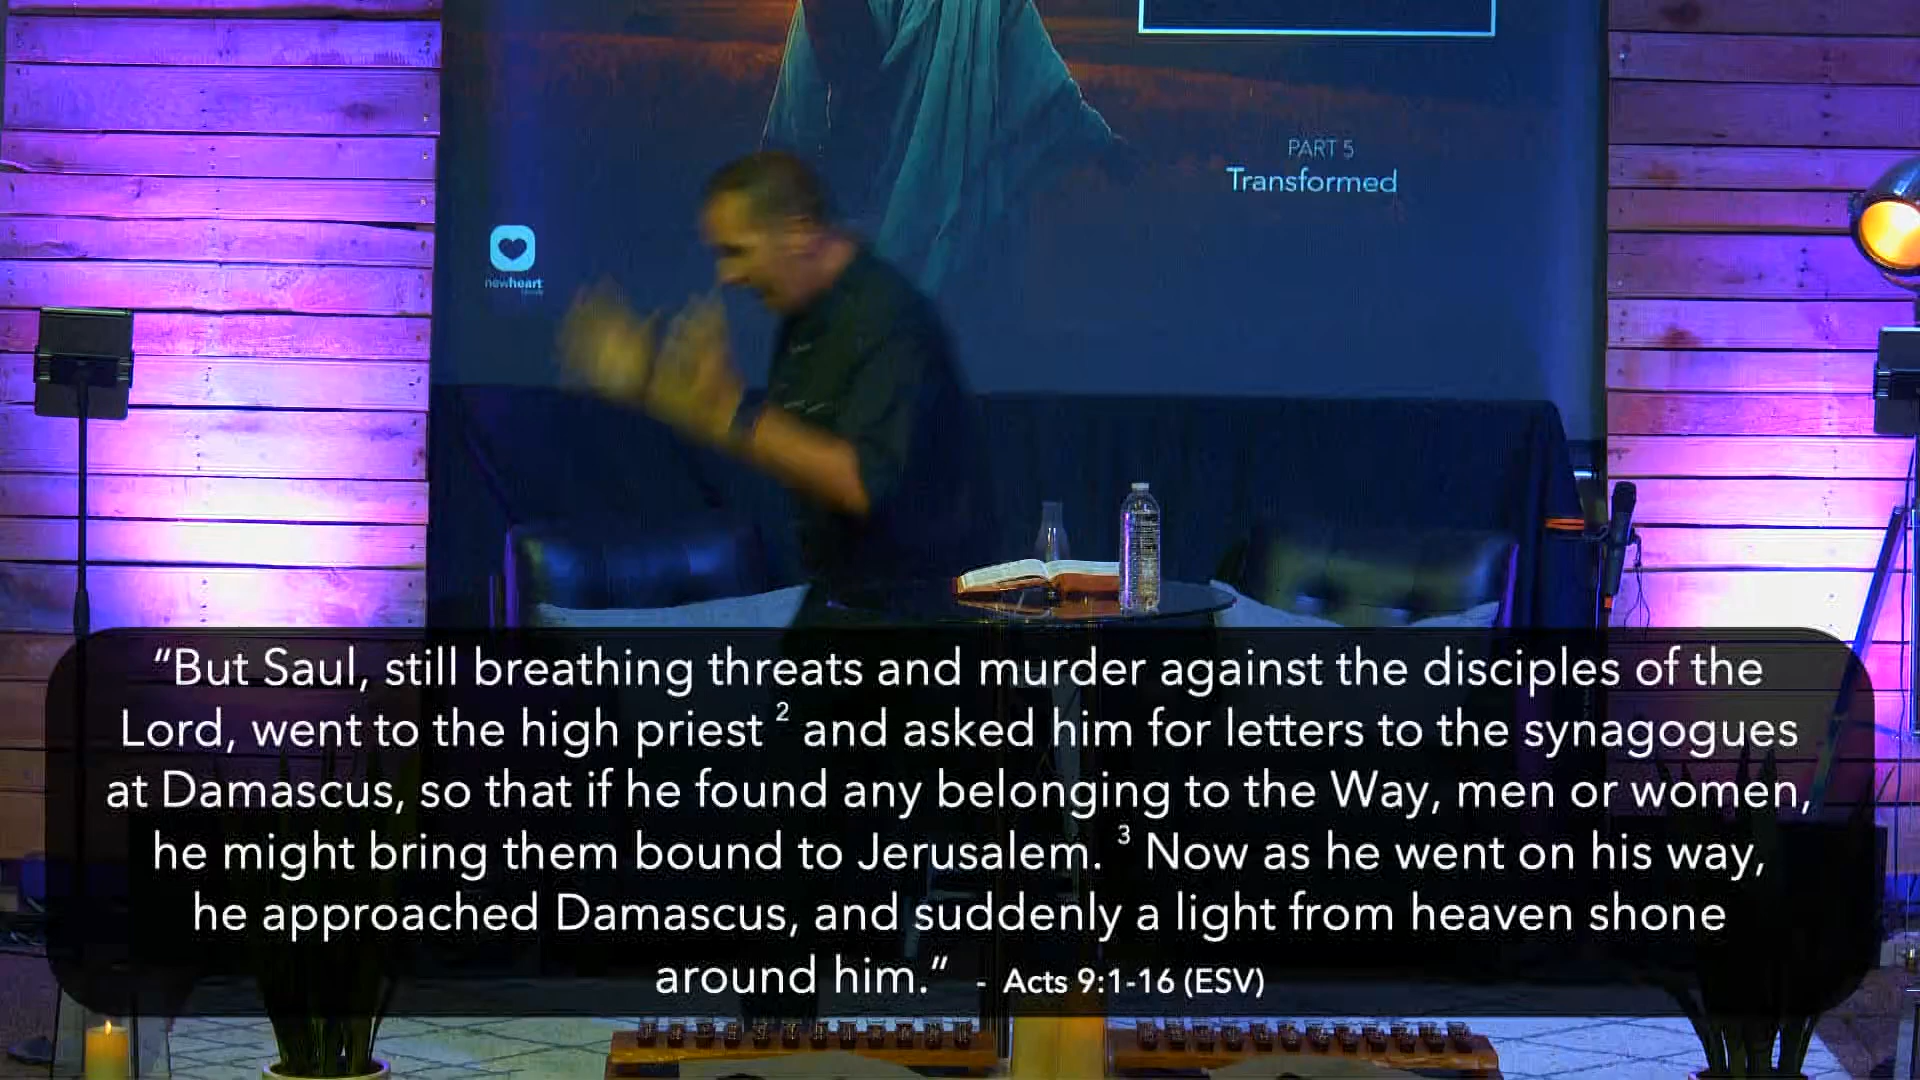 PART 5
Transformed
newheart
“But Saul, still breathing threats and murder against the disciples of the
Lord, went to the high priest ² and asked him for letters to the synagogues
at Damascus, so that if he found any belonging to the Way, men or women,
he might bring them bound to Jerusalem. ³ Now as he went on his way,
he approached Damascus, and suddenly a light from heaven shone
around him.” - Acts 9:1-16 (ESV)